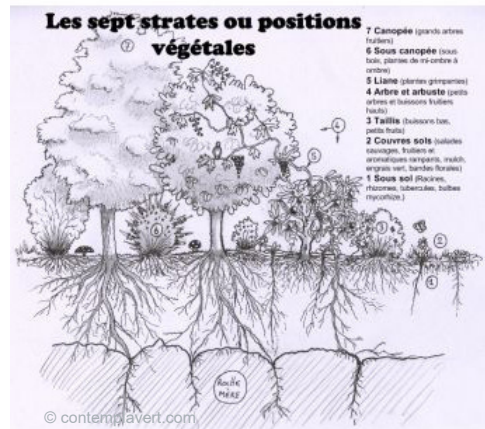 Les sept strates ou positions
végétales
7 Canopée (grands arbres
fruitiers)
6 Sous canopée (sous
bois, plantes de mi-ombre à
ombre)
5 Liane (plantes grimpantes)
4 Arbre et arbuste (petits
arbres et buissons fruitiers
hauts)
3 Taillis (buissons bas,
petits fruits)
2 Couvres sols (salades
sauvages, fruitiers et
aromatiques rampants, mulch,
engrais vert, bandes florales)
1 Sous sol (Racines,
rhizomes, tubercules, bulbes
mycorhize,)
7
4
5
6
3
2
1
ROCHE
MÈRE
© contemplavert.com